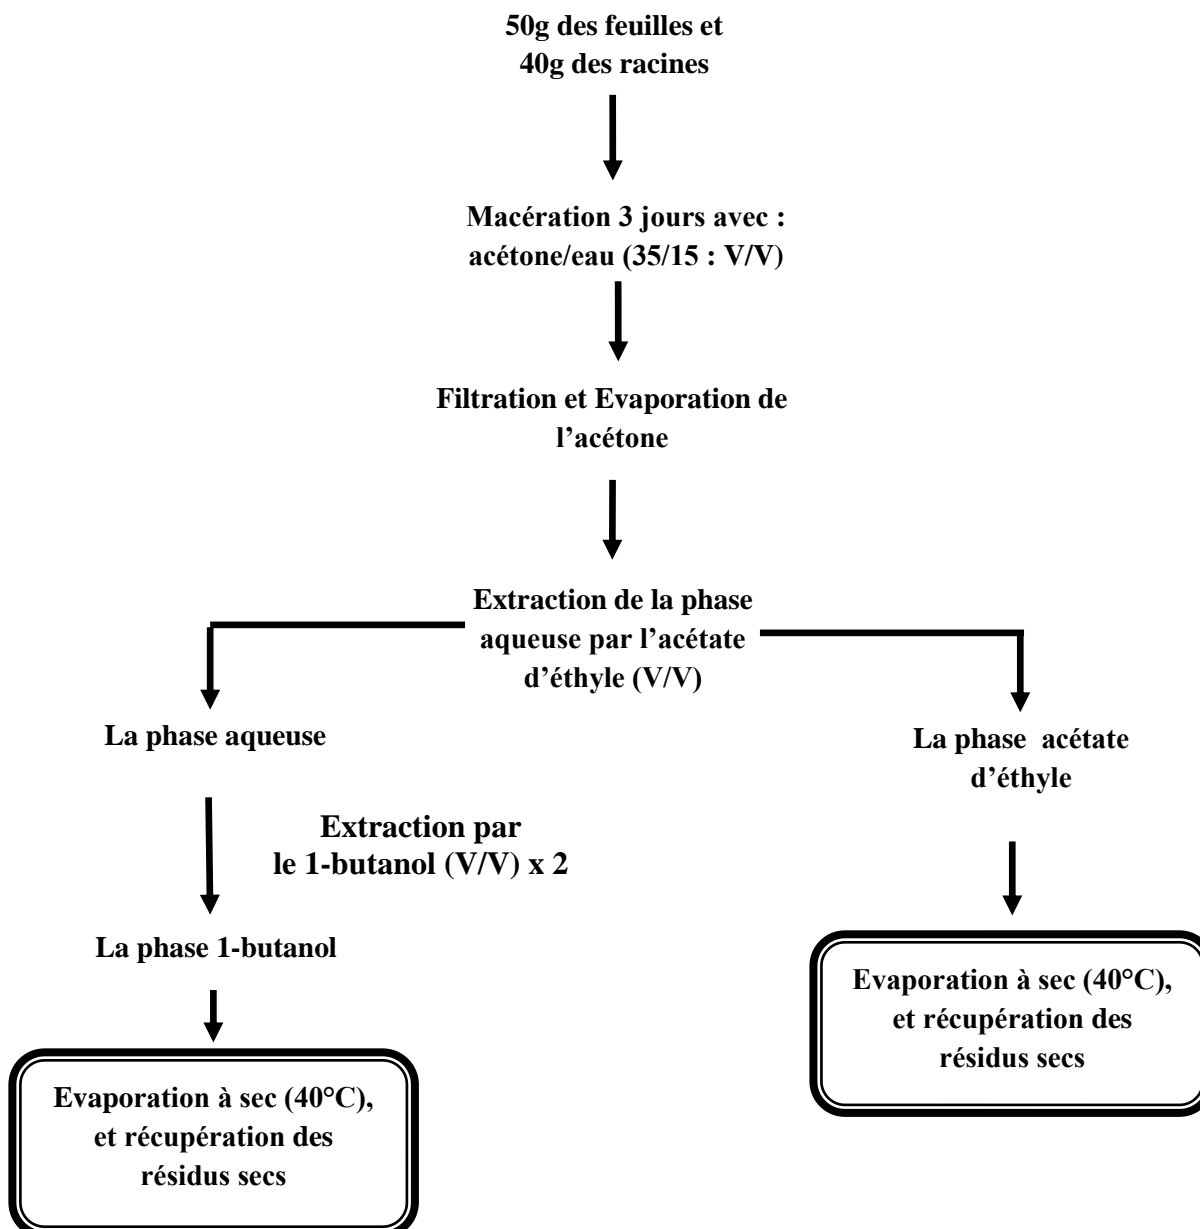 50g des feuilles et
40g des racines
Macération 3 jours avec :
acétone/eau (35/15 : V/V)
Filtration et Evaporation de
l’acétone
Extraction de la phase
aqueuse par l’acétate
d’éthyle (V/V)
La phase aqueuse
La phase  acétate
d’éthyle
Extraction par
le 1-butanol (V/V) x 2
La phase 1-butanol
Evaporation à sec (40°C),
et récupération des
résidus secs
Evaporation à sec (40°C),
et récupération des
résidus secs